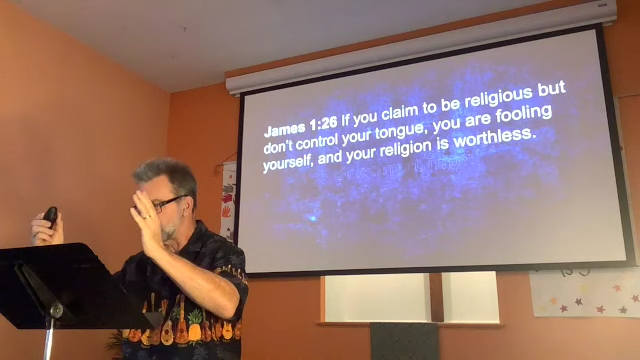 James 1:26 If you claim to be religious but
don't control your tongue, you are fooling
yourself, and your religion is worthless.